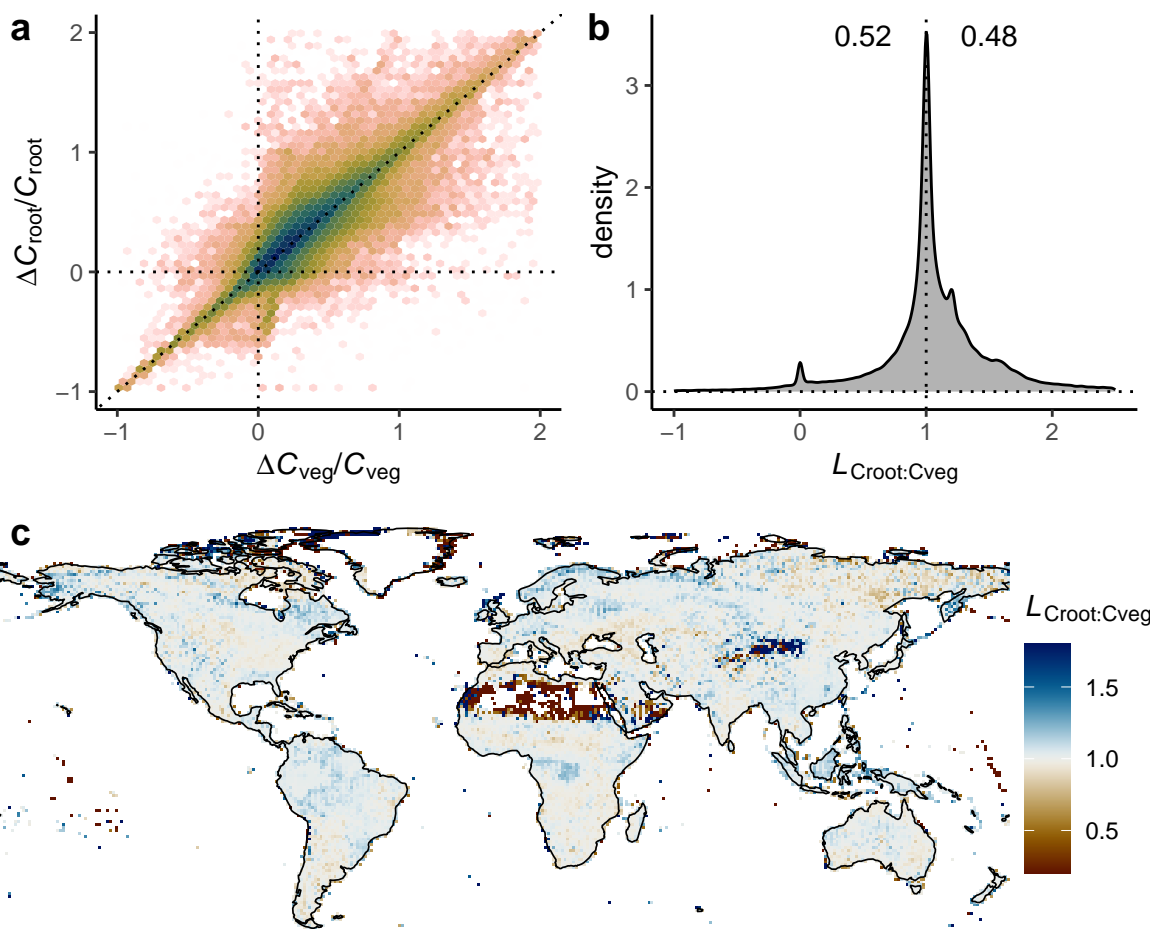 a
2
1
0
−1
ΔCroot/Croot
−1 0 1 2
ΔCveg/Cveg
b
0.52 0.48
3
2
1
0
density
−1 0 1 2
LCroot:Cveg
c
LCroot:Cveg
1.5
1.0
0.5